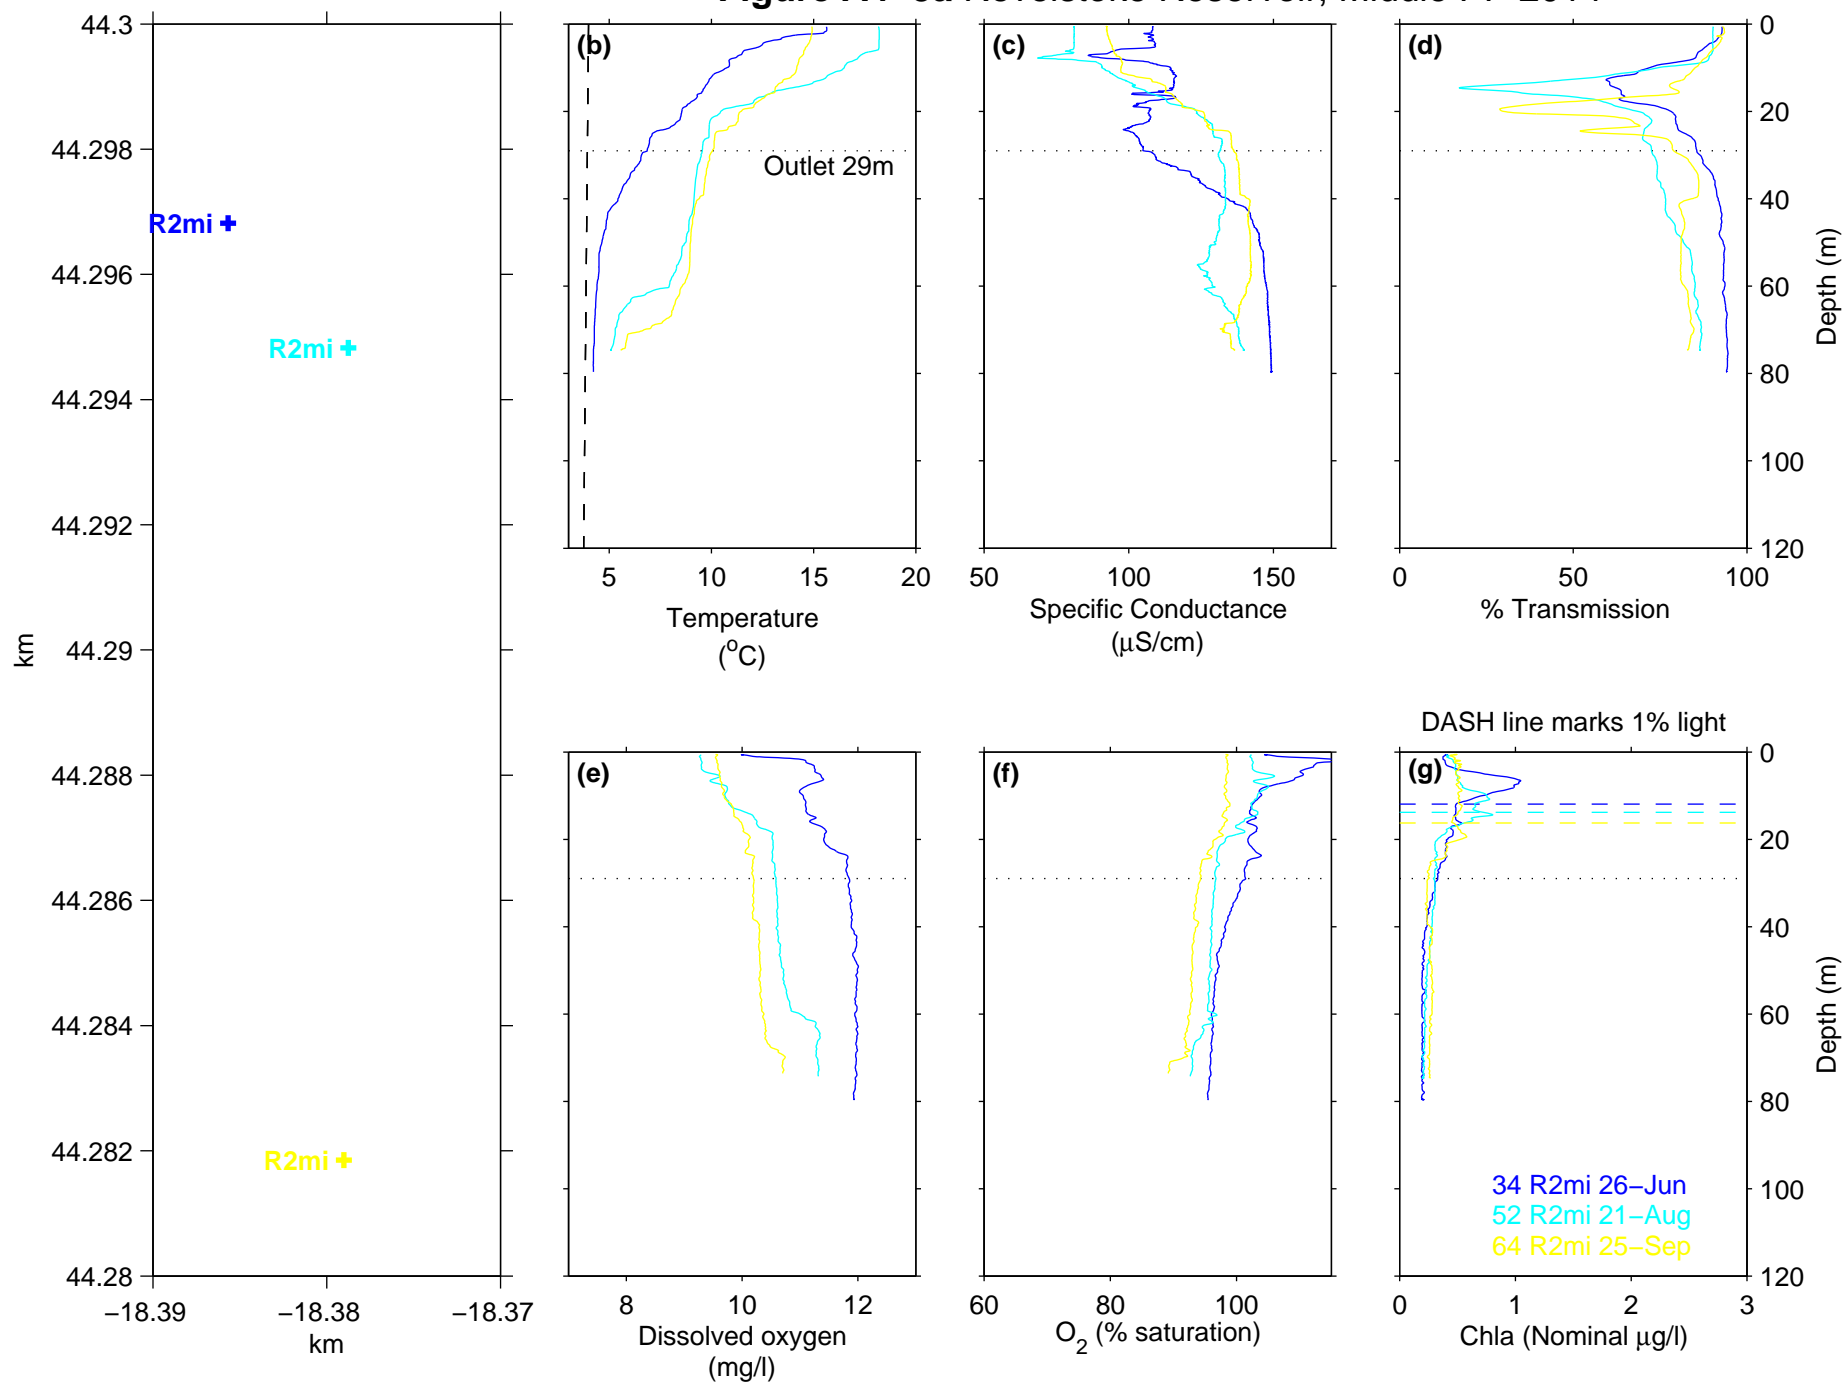 44.3
44.298
44.296
44.294
44.292
44.29
44.288
44.286
44.284
44.282
44.28
km
−18.39
−18.38
−18.37
km
R2mi
R2mi
R2mi
(b)
Outlet 29m
5
10
15
20
Temperature
(°C)
(c)
50
100
150
Specific Conductance
(μS/cm)
(d)
0
20
40
60
80
100
120
Depth (m)
0
50
100
% Transmission
(e)
8
10
12
Dissolved oxygen
(mg/l)
(f)
60
80
100
O2 (% saturation)
DASH line marks 1% light
(g)
34 R2mi 26−Jun
52 R2mi 21−Aug
64 R2mi 25−Sep
0
20
40
60
80
100
120
Depth (m)
0
1
2
3
Chla (Nominal μg/l)